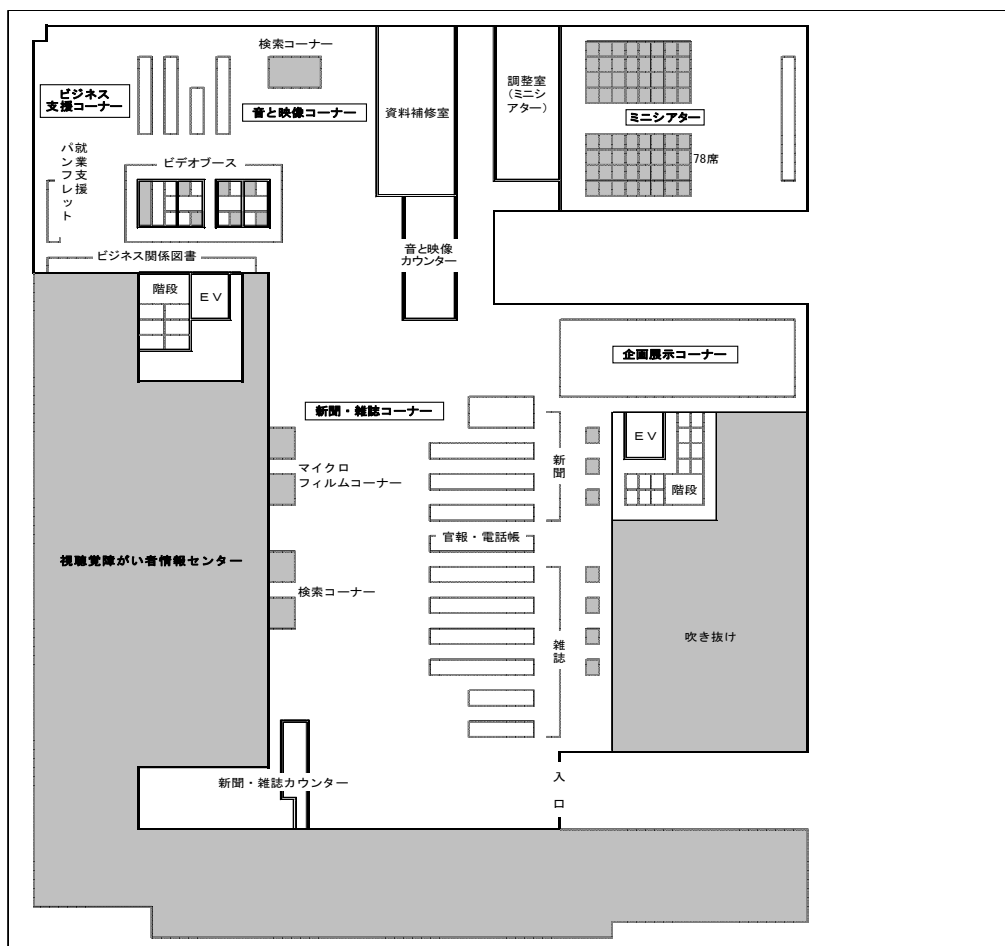 検索コーナー
ビジネス
支援コーナー
音と映像コーナー
資料補修室
調整室
(ミニシ
アター)
ミニシアター
78席
就業支援
パンフレット
ビデオブース
音と映像
カウンター
ビジネス関係図書
階段
EV
企画展示コーナー
新聞・雑誌コーナー
EV
新聞
マイクロ
フィルムコーナー
階段
官報・電話帳
視聴覚障がい者情報センター
検索コーナー
雑誌
吹き抜け
新聞・雑誌カウンター
入口